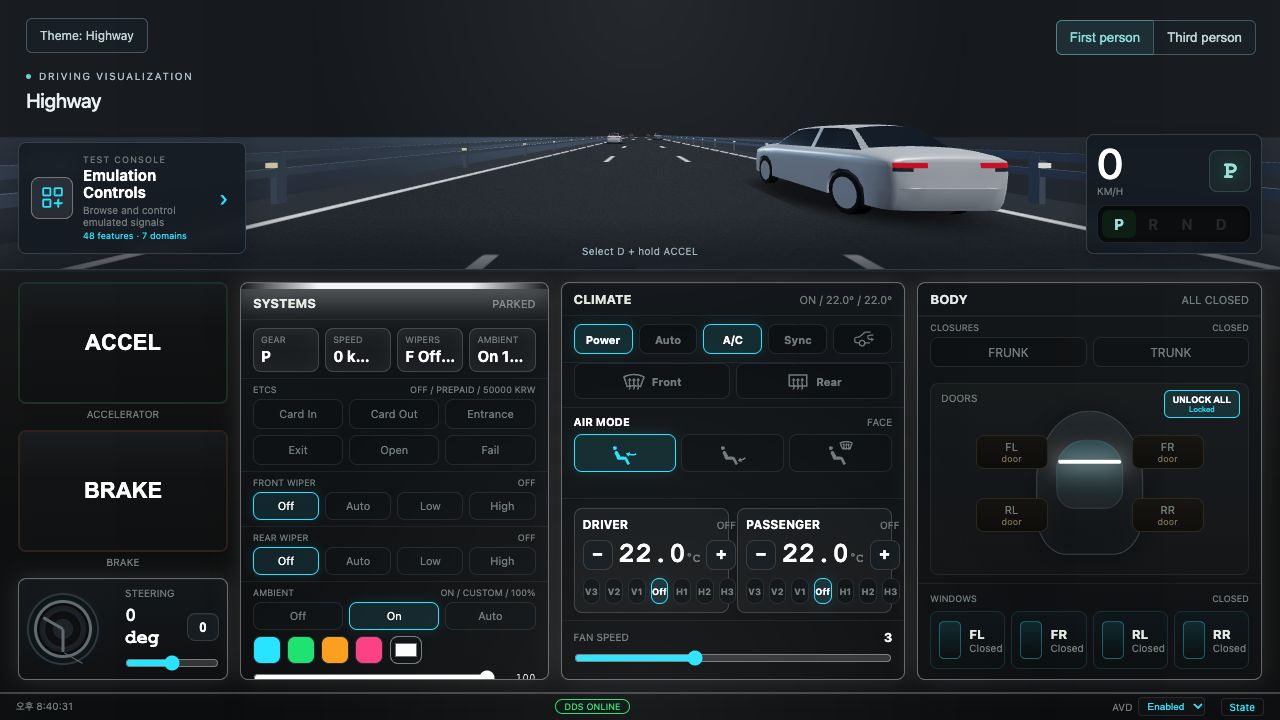 Theme: Highway
First person
Third person
DRIVING VISUALIZATION
Highway
TEST CONSOLE
Emulation
Controls
Browse and control
emulated signals
48 features · 7 domains
Select D + hold ACCEL
0
KM/H
P
P R N D
ACCEL
ACCELERATOR
BRAKE
BRAKE
STEERING
0
deg
0
SYSTEMS
PARKED
GEAR
P
SPEED
0 k...
WIPERS
F Off...
AMBIENT
On 1...
ETCS
OFF / PREPAID / 50000 KRW
Card In
Card Out
Entrance
Exit
Open
Fail
FRONT WIPER
OFF
Off
Auto
Low
High
REAR WIPER
OFF
Off
Auto
Low
High
AMBIENT
ON / CUSTOM / 100%
Off
On
Auto
100
CLIMATE
ON / 22.0° / 22.0°
Power
Auto
A/C
Sync
Front
Rear
AIR MODE
FACE
DRIVER
OFF
− 22.0 °C +
V3 V2 V1 Off H1 H2 H3
PASSENGER
OFF
− 22.0 °C +
V3 V2 V1 Off H1 H2 H3
FAN SPEED
3
BODY
ALL CLOSED
CLOSURES
CLOSED
FRUNK
TRUNK
DOORS
UNLOCK ALL
Locked
FL
door
FR
door
RL
door
RR
door
WINDOWS
CLOSED
FL
Closed
FR
Closed
RL
Closed
RR
Closed
오후 8:40:31
DDS ONLINE
AVD
Enabled
State